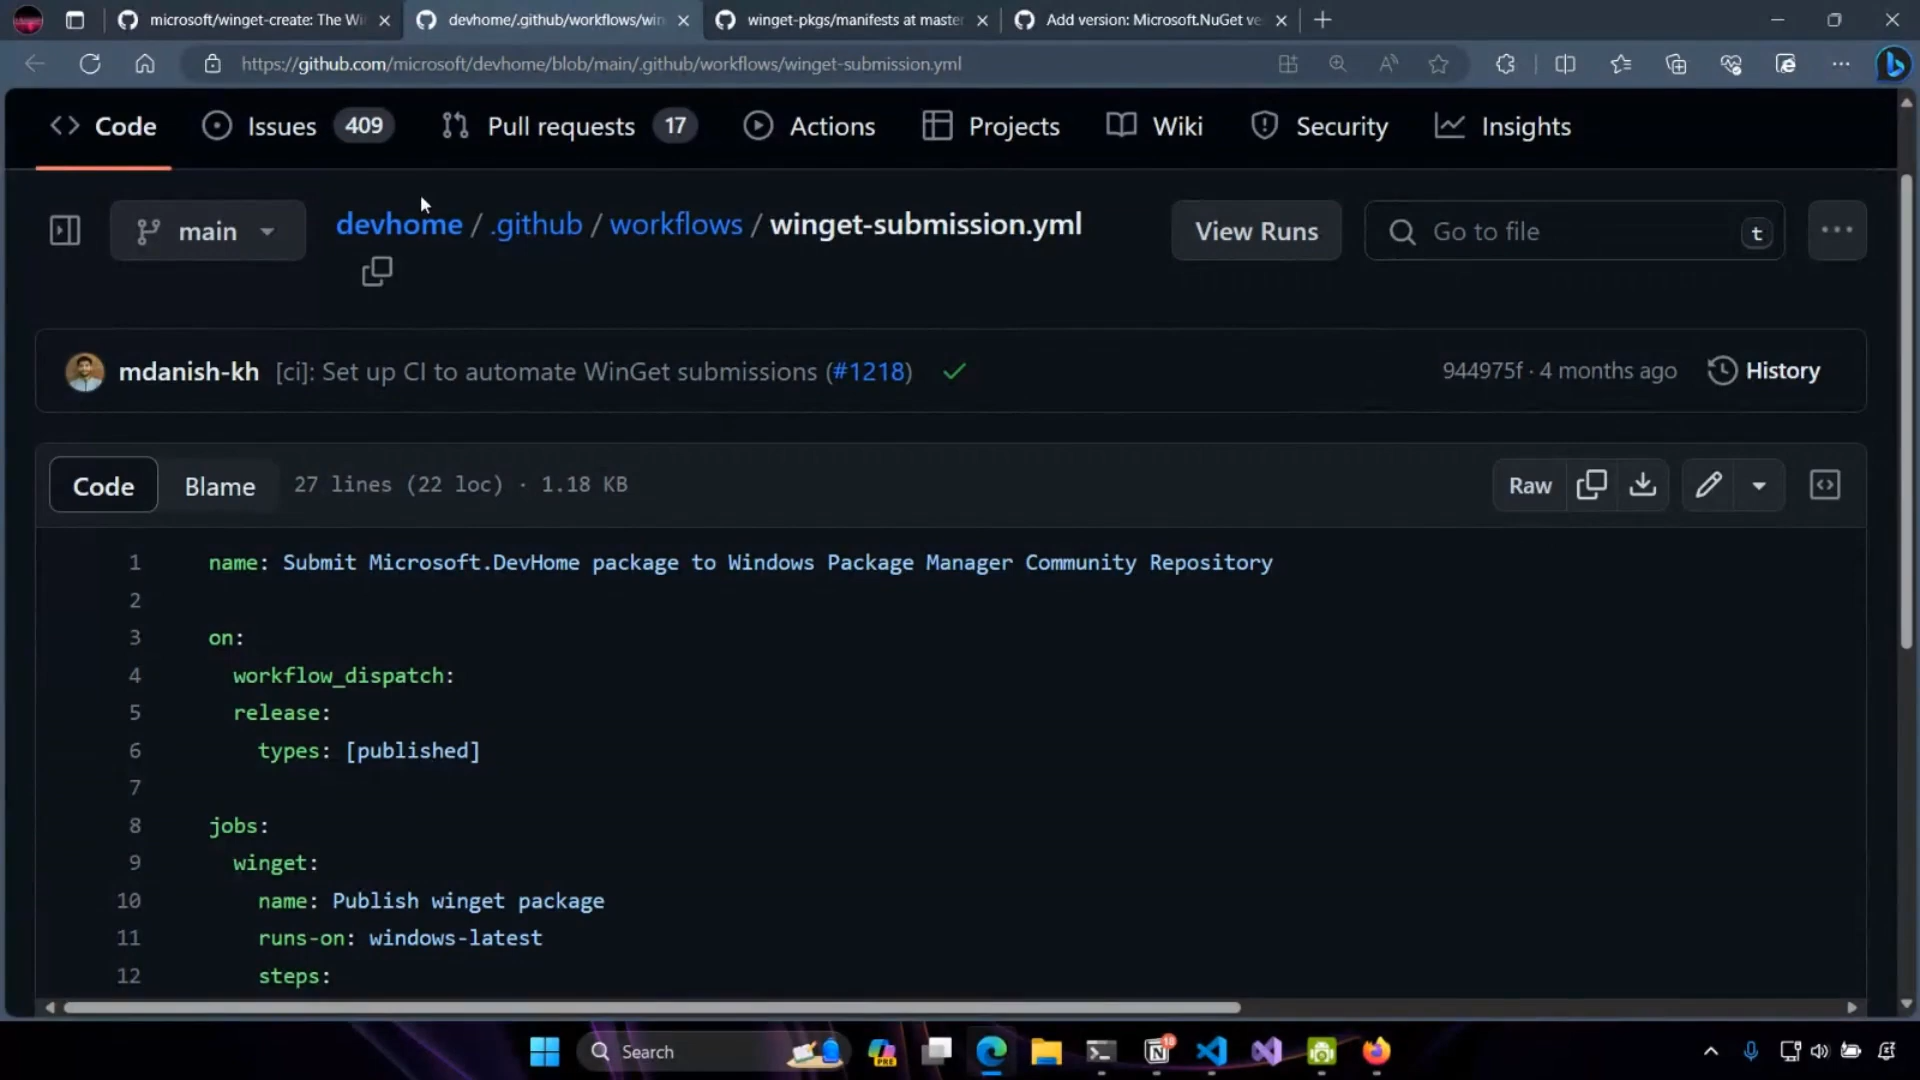 microsoft/winget-create: The Wi
devhome/.github/workflows/win
winget-pkgs/manifests at master
Add version: Microsoft.NuGet ve
https://github.com/microsoft/devhome/blob/main/.github/workflows/winget-submission.yml
Code
Issues 409
Pull requests 17
Actions
Projects
Wiki
Security
Insights
main
devhome / .github / workflows / winget-submission.yml
View Runs
Go to file
t
mdanish-kh [ci]: Set up CI to automate WinGet submissions (#1218)
944975f · 4 months ago
History
Code
Blame
27 lines (22 loc) · 1.18 KB
Raw
1 name: Submit Microsoft.DevHome package to Windows Package Manager Community Repository
2
3 on:
4 workflow_dispatch:
5 release:
6 types: [published]
7
8 jobs:
9 winget:
10 name: Publish winget package
11 runs-on: windows-latest
12 steps:
Search
PRE
18